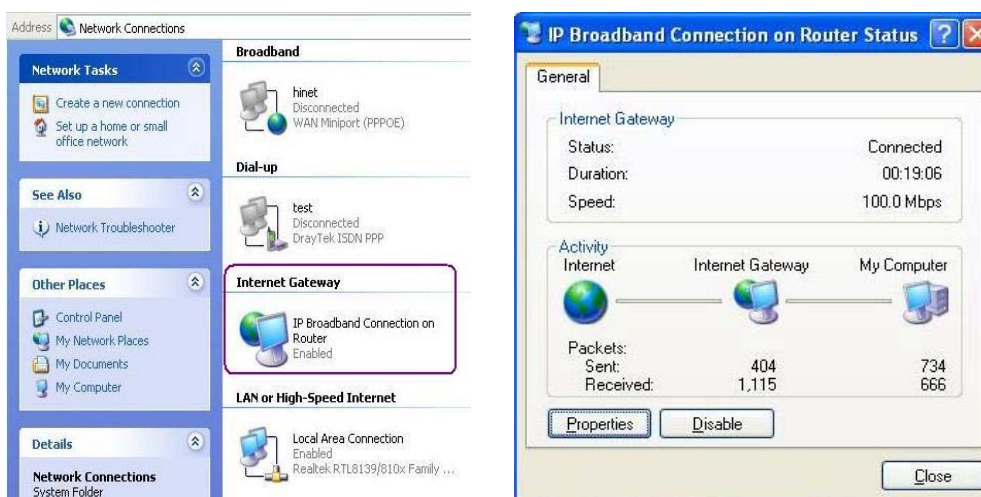 Address Network Connections
Network Tasks
Create a new connection
Set up a home or small
office network
See Also
Network Troubleshooter
Other Places
Control Panel
My Network Places
My Documents
My Computer
Details
Network Connections
System Folder
Broadband
hinet
Disconnected
WAN Miniport (PPPOE)
Dial-up
test
Disconnected
DrayTek ISDN PPP
Internet Gateway
IP Broadband Connection on
Router
Enabled
LAN or High-Speed Internet
Local Area Connection
Enabled
Realtek RTL8139/810x Family ...
IP Broadband Connection on Router Status
General
Internet Gateway
Status: Connected
Duration: 00:19:06
Speed: 100.0 Mbps
Activity
Internet Internet Gateway My Computer
Packets:
Sent: 404 734
Received: 1,115 666
Properties Disable
Close